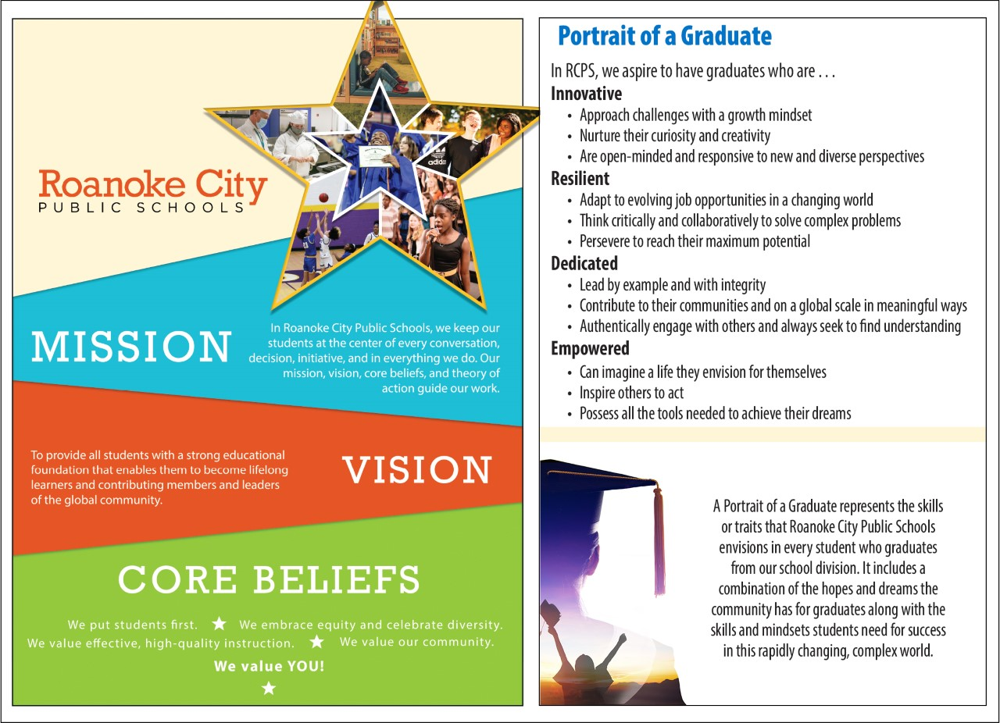 Roanoke City
PUBLIC SCHOOLS
adidas
MISSION
In Roanoke City Public Schools, we keep our
students at the center of every conversation,
decision, initiative, and in everything we do. Our
mission, vision, core beliefs, and theory of
action guide our work.
To provide all students with a strong educational
foundation that enables them to become lifelong
learners and contributing members and leaders
of the global community.
VISION
CORE BELIEFS
We put students first. ★ We embrace equity and celebrate diversity.
We value effective, high-quality instruction. ★ We value our community.
We value YOU!
★
Portrait of a Graduate
In RCPS, we aspire to have graduates who are . . .
Innovative
• Approach challenges with a growth mindset
• Nurture their curiosity and creativity
• Are open-minded and responsive to new and diverse perspectives
Resilient
• Adapt to evolving job opportunities in a changing world
• Think critically and collaboratively to solve complex problems
• Persevere to reach their maximum potential
Dedicated
• Lead by example and with integrity
• Contribute to their communities and on a global scale in meaningful ways
• Authentically engage with others and always seek to find understanding
Empowered
• Can imagine a life they envision for themselves
• Inspire others to act
• Possess all the tools needed to achieve their dreams
A Portrait of a Graduate represents the skills
or traits that Roanoke City Public Schools
envisions in every student who graduates
from our school division. It includes a
combination of the hopes and dreams the
community has for graduates along with the
skills and mindsets students need for success
in this rapidly changing, complex world.